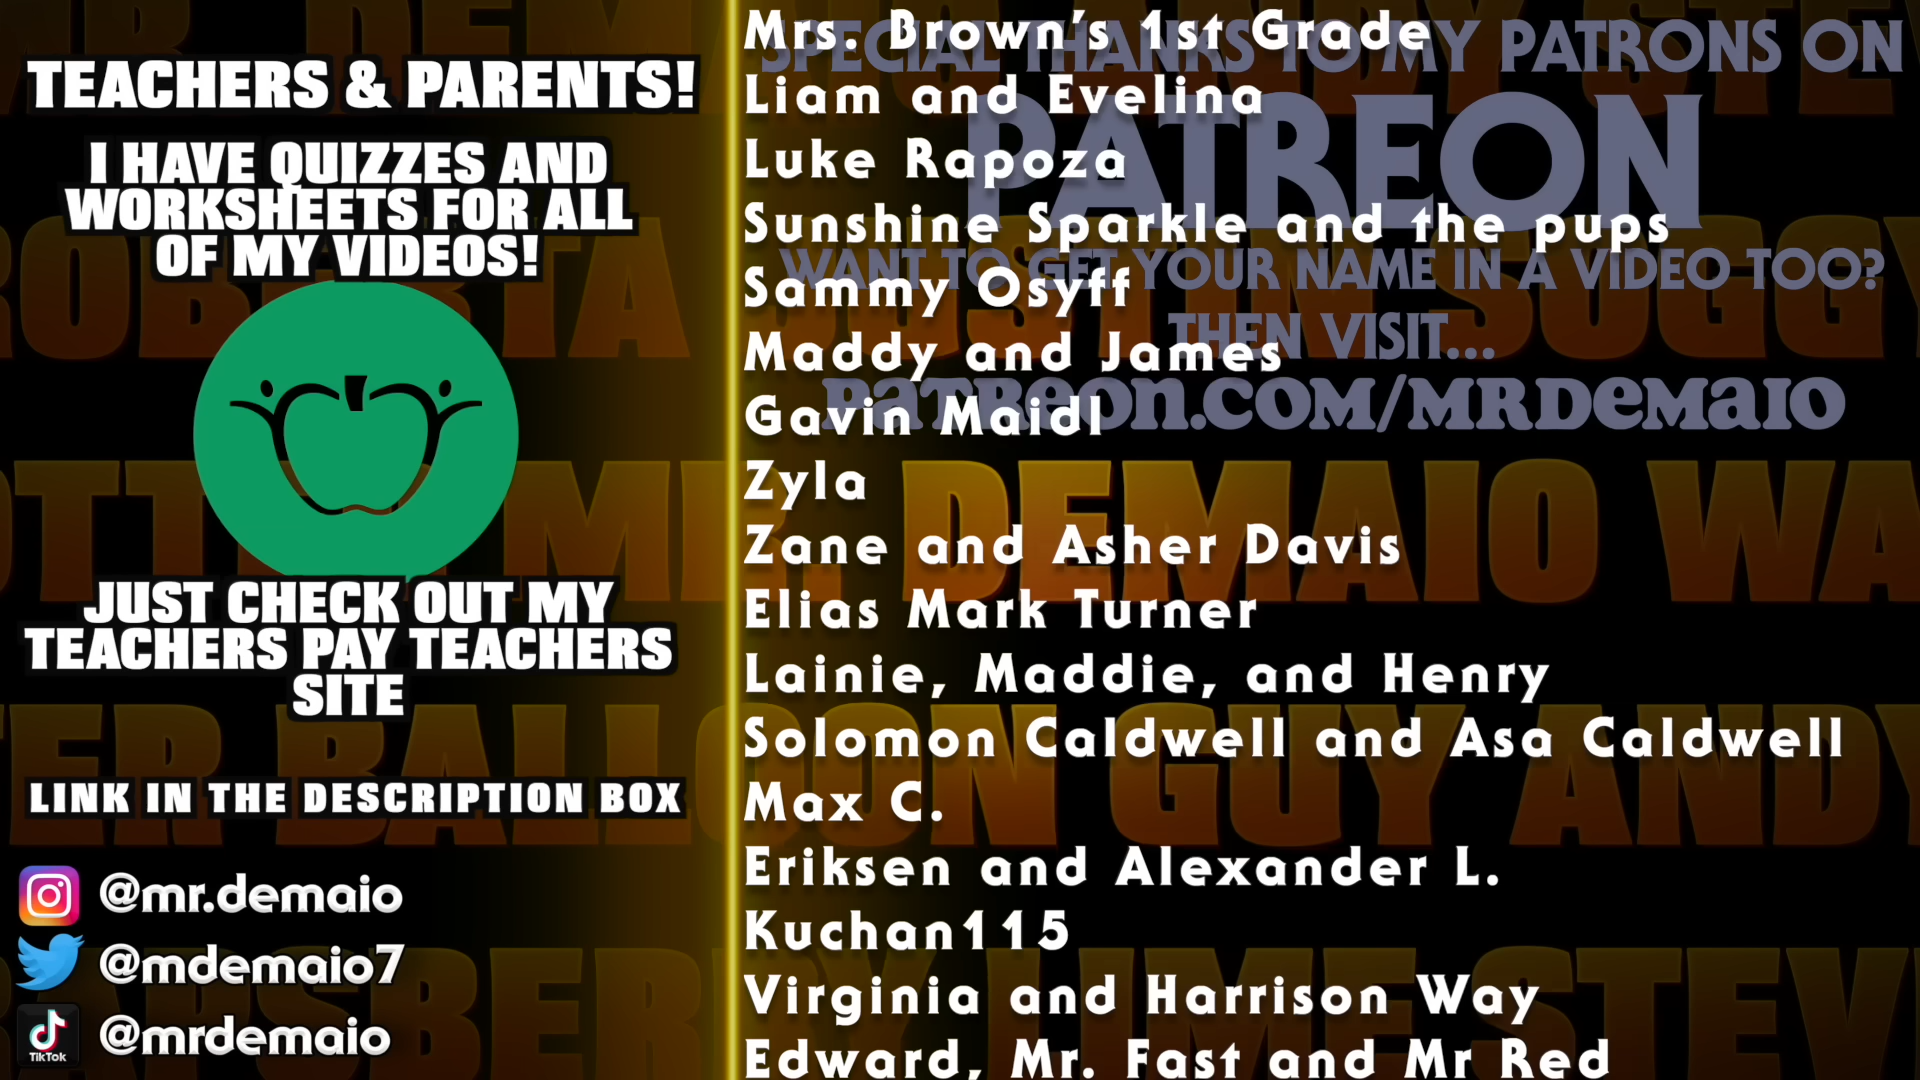 TEACHERS & PARENTS!
I HAVE QUIZZES AND
WORKSHEETS FOR ALL
OF MY VIDEOS!
JUST CHECK OUT MY
TEACHERS PAY TEACHERS
SITE
LINK IN THE DESCRIPTION BOX
@mr.demaio
@mdemaio7
TikTok
@mrdemaio
Mrs. Brown's 1st Grade
Liam and Evelina
Luke Rapoza
Sunshine Sparkle and the pups
Sammy Osyff
Maddy and James
Gavin Maidl
Zyla
Zane and Asher Davis
Elias Mark Turner
Lainie, Maddie, and Henry
Solomon Caldwell and Asa Caldwell
Max C.
Eriksen and Alexander L.
Kuchan115
Virginia and Harrison Way
Edward, Mr. Fast and Mr Red
SPECIAL THANKS TO MY PATRONS ON
PATREON
WANT TO GET YOUR NAME IN A VIDEO TOO?
THEN VISIT...
PATREON.COM/MRDEMAIO
MR. DEMAIO
BALLOON GUY ANDY